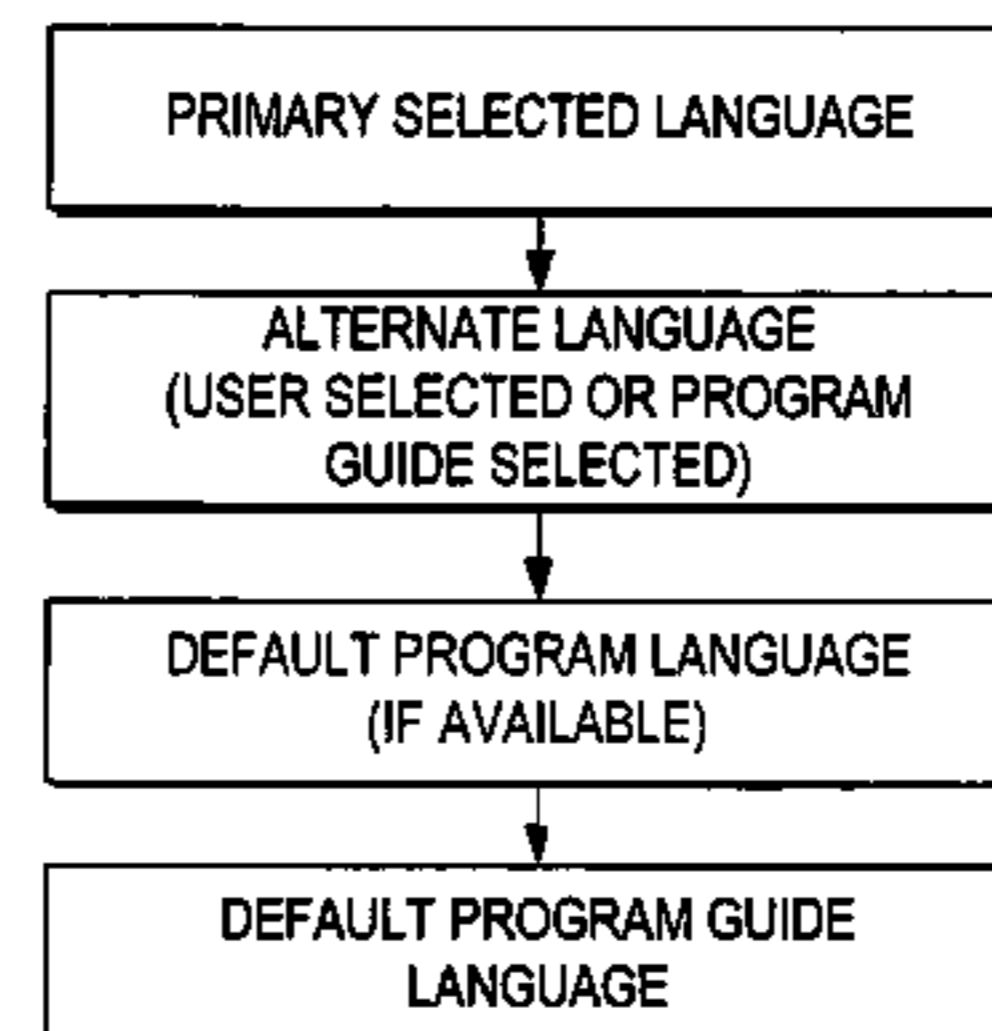 PRIMARY SELECTED LANGUAGE
ALTERNATE LANGUAGE
(USER SELECTED OR PROGRAM
GUIDE SELECTED)
DEFAULT PROGRAM LANGUAGE
(IF AVAILABLE)
DEFAULT PROGRAM GUIDE
LANGUAGE